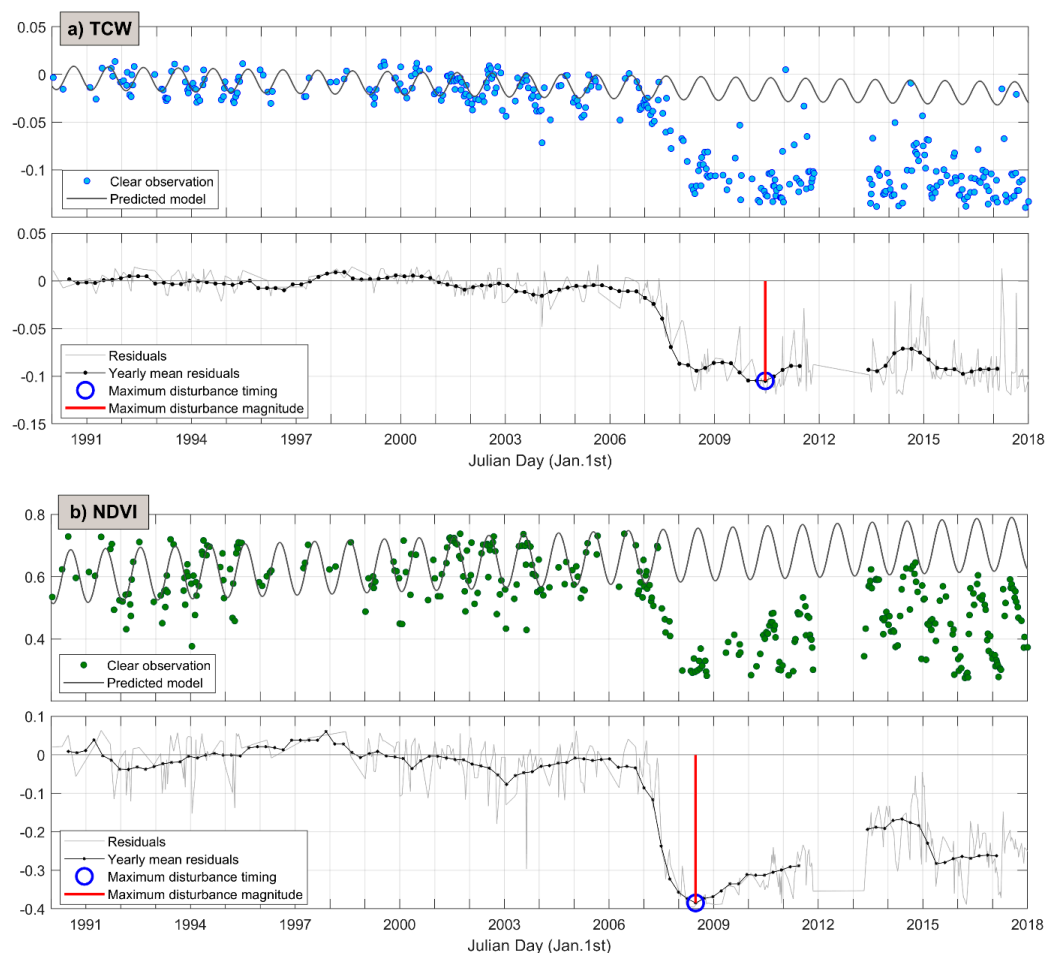 a) TCW
0.05
0
-0.05
-0.1
Clear observation
Predicted model
0.05
0
-0.05
-0.1
-0.15
Residuals
Yearly mean residuals
Maximum disturbance timing
Maximum disturbance magnitude
1991 1994 1997 2000 2003 2006 2009 2012 2015 2018
Julian Day (Jan.1st)
b) NDVI
0.8
0.6
0.4
Clear observation
Predicted model
0.1
0
-0.1
-0.2
-0.3
-0.4
Residuals
Yearly mean residuals
Maximum disturbance timing
Maximum disturbance magnitude
1991 1994 1997 2000 2003 2006 2009 2012 2015 2018
Julian Day (Jan.1st)